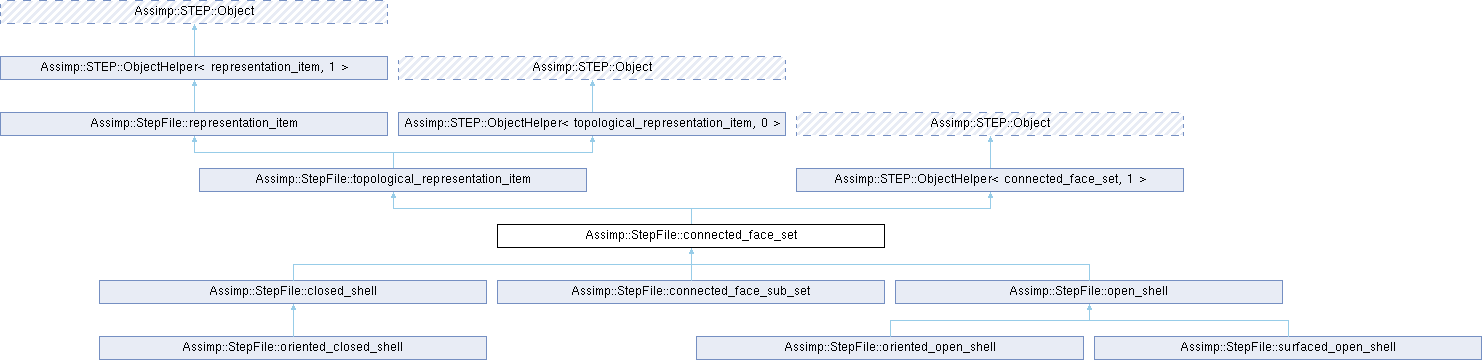 Assimp::STEP::Object
Assimp::STEP::ObjectHelper< representation_item, 1 >
Assimp::STEP::Object
Assimp::StepFile::representation_item
Assimp::STEP::ObjectHelper< topological_representation_item, 0 >
Assimp::STEP::Object
Assimp::StepFile::topological_representation_item
Assimp::STEP::ObjectHelper< connected_face_set, 1 >
Assimp::StepFile::connected_face_set
Assimp::StepFile::closed_shell
Assimp::StepFile::connected_face_sub_set
Assimp::StepFile::open_shell
Assimp::StepFile::oriented_closed_shell
Assimp::StepFile::oriented_open_shell
Assimp::StepFile::surfaced_open_shell